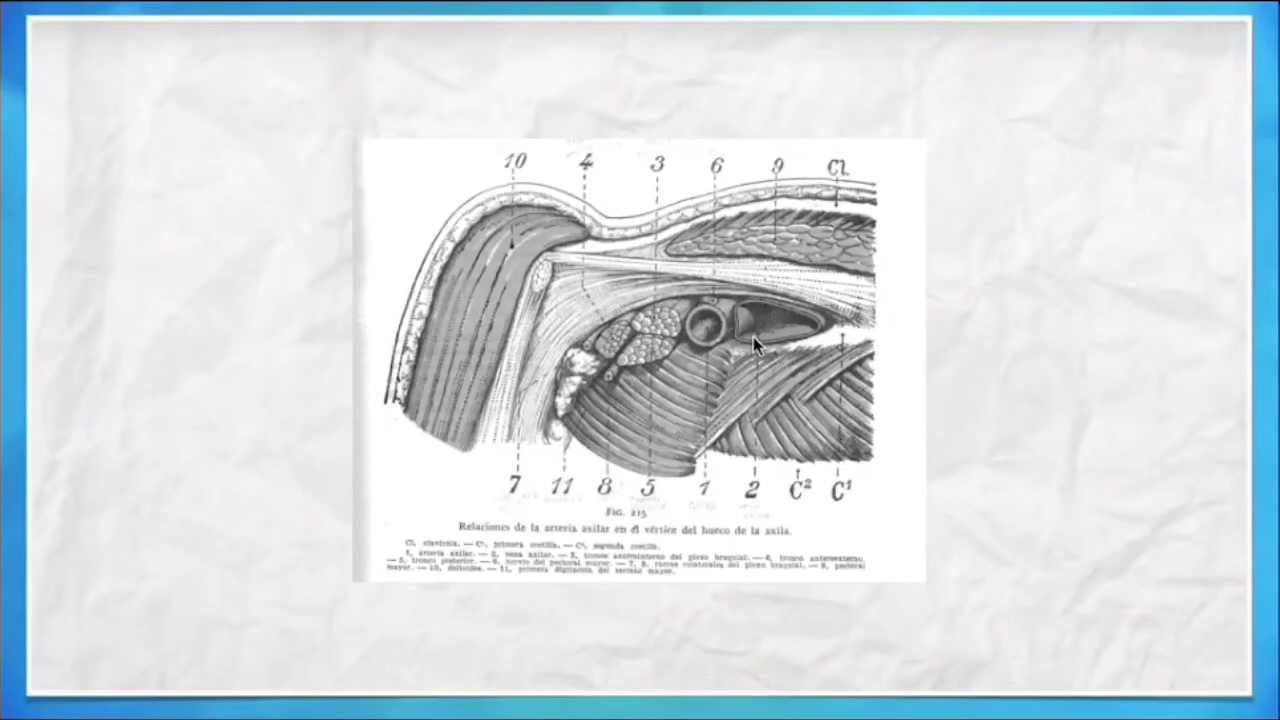 10 4 3 6 9 Cl
7 11 8 5 1 2 C² C¹
FIG. 215
Relaciones de la arteria axilar en el vértice del hueco de la axila.
Cl, clavícula. — C¹, primera costilla. — C², segunda costilla.
1, arteria axilar. — 2, vena axilar. — 3, tronco anterointerno del plexo braquial. — 4, tronco anteroexterno.
— 5, tronco posterior. — 6, nervio del pectoral mayor. — 7, 8, ramos colaterales del plexo braquial. — 9, pectoral
mayor. — 10, deltoides. — 11, primera digitación del serrato mayor.